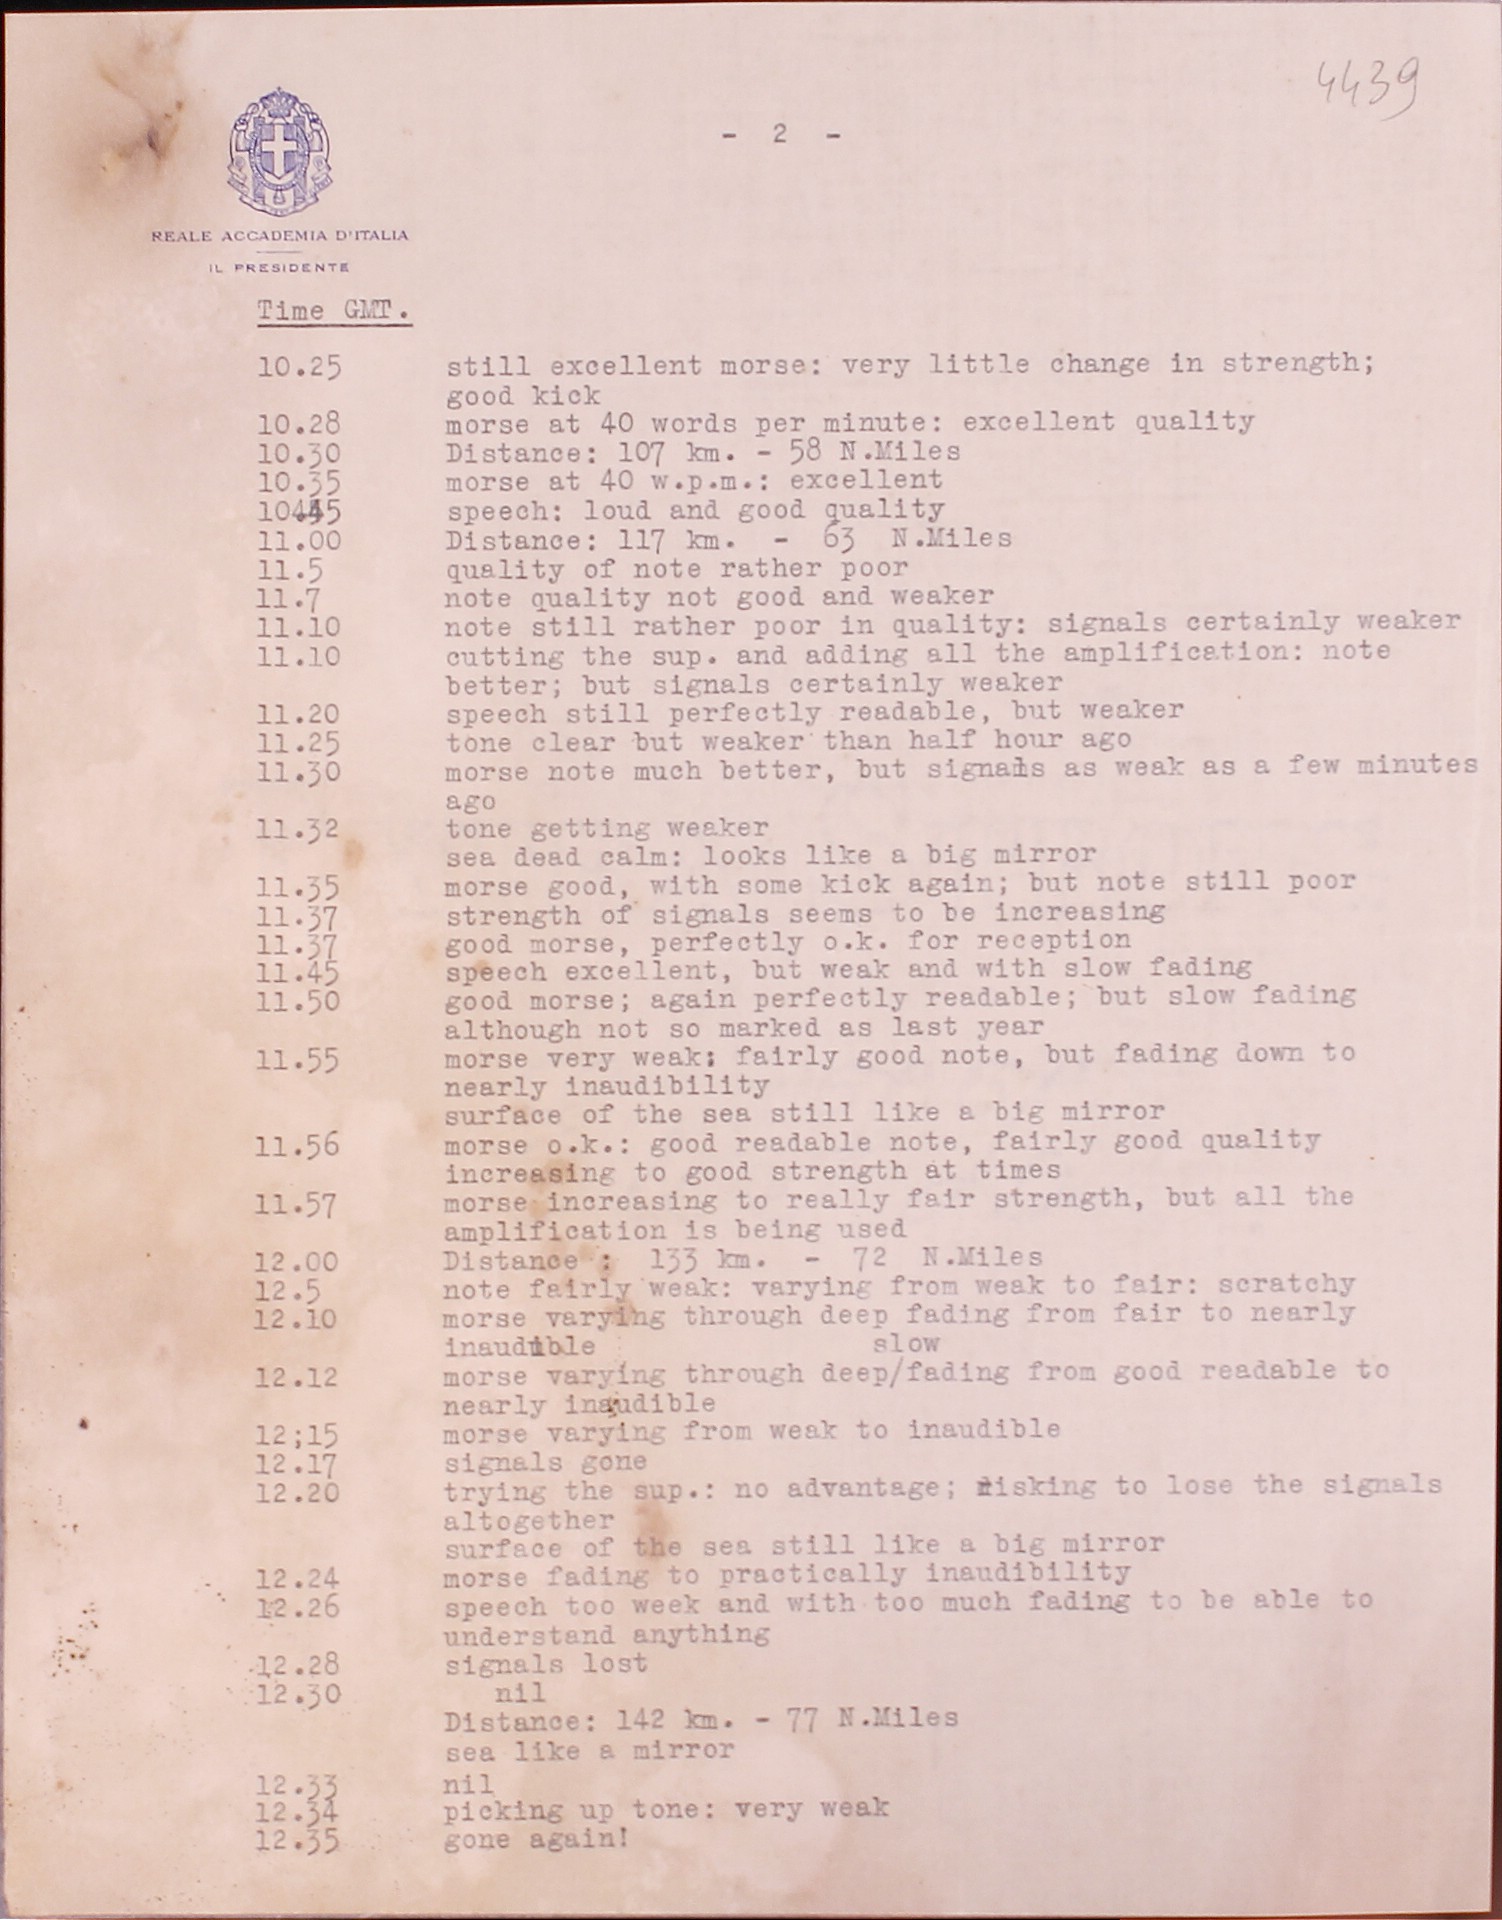 4439
- 2 -
REALE ACCADEMIA D'ITALIA
IL PRESIDENTE
Time GMT.
10.25 still excellent morse: very little change in strength;
good kick
10.28 morse at 40 words per minute: excellent quality
10.30 Distance: 107 km. - 58 N.Miles
10.35 morse at 40 w.p.m.: excellent
10.45 speech: loud and good quality
11.00 Distance: 117 km. - 63 N.Miles
11.5 quality of note rather poor
11.7 note quality not good and weaker
11.10 note still rather poor in quality: signals certainly weaker
11.10 cutting the sup. and adding all the amplification: note
better; but signals certainly weaker
11.20 speech still perfectly readable, but weaker
11.25 tone clear but weaker than half hour ago
11.30 morse note much better, but signals as weak as a few minutes
ago
11.32 tone getting weaker
sea dead calm: looks like a big mirror
11.35 morse good, with some kick again; but note still poor
11.37 strength of signals seems to be increasing
11.37 good morse, perfectly o.k. for reception
11.45 speech excellent, but weak and with slow fading
11.50 good morse; again perfectly readable; but slow fading
although not so marked as last year
11.55 morse very weak: fairly good note, but fading down to
nearly inaudibility
surface of the sea still like a big mirror
11.56 morse o.k.: good readable note, fairly good quality
increasing to good strength at times
11.57 morse increasing to really fair strength, but all the
amplification is being used
12.00 Distance : 133 km. - 72 N.Miles
12.5 note fairly weak: varying from weak to fair: scratchy
12.10 morse varying through deep fading from fair to nearly
inaudible
slow
12.12 morse varying through deep/fading from good readable to
nearly inaudible
12;15 morse varying from weak to inaudible
12.17 signals gone
12.20 trying the sup.: no advantage; risking to lose the signals
altogether
surface of the sea still like a big mirror
12.24 morse fading to practically inaudibility
12.26 speech too week and with too much fading to be able to
understand anything
12.28 signals lost
12.30 nil
Distance: 142 km. - 77 N.Miles
sea like a mirror
12.33 nil
12.34 picking up tone: very weak
12.35 gone again!